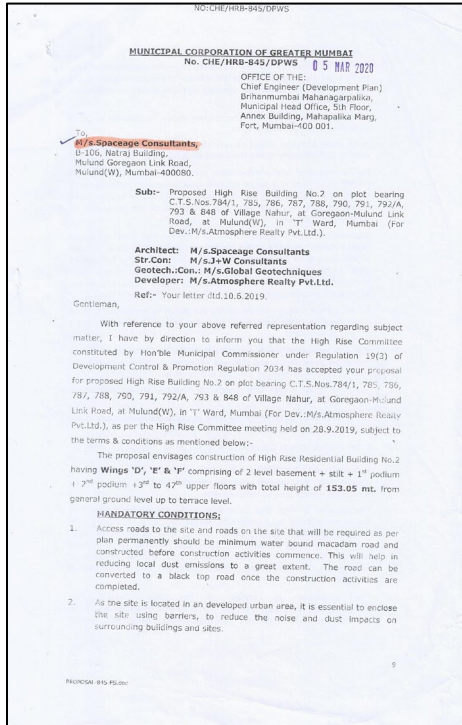 NO:CHE/HRB-845/DPWS
MUNICIPAL CORPORATION OF GREATER MUMBAI
No. CHE/HRB-845/DPWS 05 MAR 2020
OFFICE OF THE:
Chief Engineer (Development Plan)
Brihanmumbai Mahanagarpalika,
Municipal Head Office, 5th Floor,
Annex Building, Mahapalika Marg,
Fort, Mumbai-400 001.
To,
M/s.Spaceage Consultants,
B-106, Natraj Building,
Mulund Goregaon Link Road,
Mulund(W), Mumbai-400080.
Sub:- Proposed High Rise Building No.2 on plot bearing
C.T.S.Nos.784/1, 785, 786, 787, 788, 790, 791, 792/A,
793 & 848 of Village Nahur, at Goregaon-Mulund Link
Road, at Mulund(W), in 'T' Ward, Mumbai (For
Dev.:M/s.Atmosphere Realty Pvt.Ltd.).
Architect: M/s.Spaceage Consultants
Str.Con: M/s.J+W Consultants
Geotech.:Con.: M/s.Global Geotechniques
Developer: M/s.Atmosphere Realty Pvt.Ltd.
Ref:- Your letter dtd.10.6.2019.
Gentleman,
With reference to your above referred representation regarding subject
matter, I have by direction to inform you that the High Rise Committee
constituted by Hon'ble Municipal Commissioner under Regulation 19(3) of
Development Control & Promotion Regulation 2034 has accepted your proposal
for proposed High Rise Building No.2 on plot bearing C.T.S.Nos.784/1, 785, 786,
787, 788, 790, 791, 792/A, 793 & 848 of Village Nahur, at Goregaon-Mulund
Link Road, at Mulund(W), in 'T' Ward, Mumbai (For Dev.:M/s.Atmosphere Realty
Pvt.Ltd.), as per the High Rise Committee meeting held on 28.9.2019, subject to
the terms & conditions as mentioned below:-
The proposal envisages construction of High Rise Residential Building No.2
having Wings 'D', 'E' & 'F' comprising of 2 level basement + stilt + 1st podium
+ 2nd podium +3rd to 47th upper floors with total height of 153.05 mt. from
general ground level up to terrace level.
MANDATORY CONDITIONS:
1. Access roads to the site and roads on the site that will be required as per
plan permanently should be minimum water bound macadam road and
constructed before construction activities commence. This will help in
reducing local dust emissions to a great extent. The road can be
converted to a black top road once the construction activities are
completed.
2. As the site is located in an developed urban area, it is essential to enclose
the site using barriers, to reduce the noise and dust impacts on
surrounding buildings and sites.
9
PROPOSAL-845-FS.doc